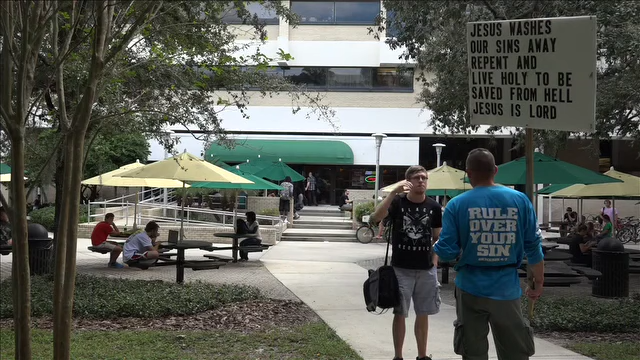 JESUS WASHES
OUR SINS AWAY
REPENT AND
LIVE HOLY TO BE
SAVED FROM HELL
JESUS IS LORD
RULE
OVER
YOUR
SIN